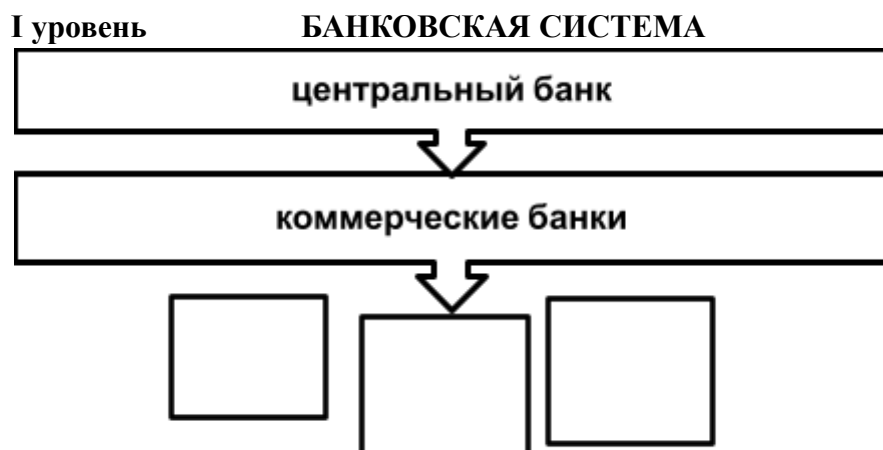 I уровень БАНКОВСКАЯ СИСТЕМА
центральный банк
коммерческие банки